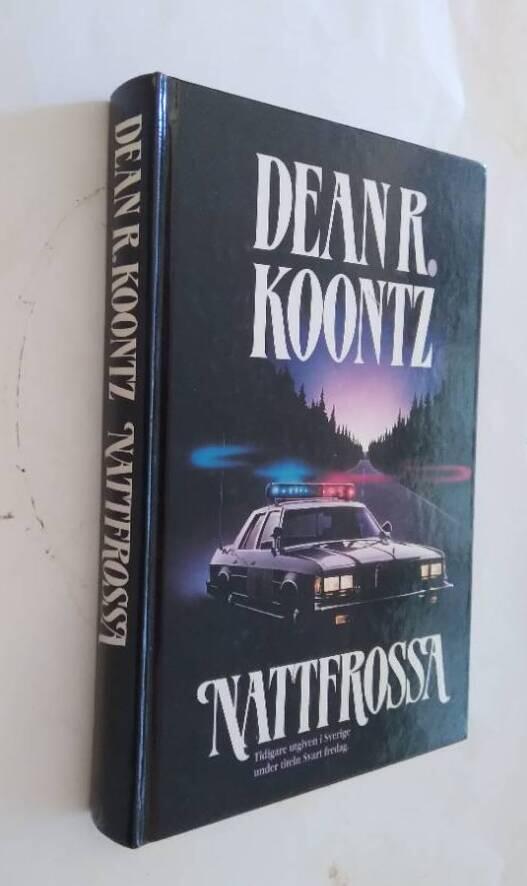 DEAN R. KOONTZ NATTFROSSA
DEAN R.
KOONTZ
NATTFROSSA
Tidigare utgiven i Sverige
under titeln Svart fredag.